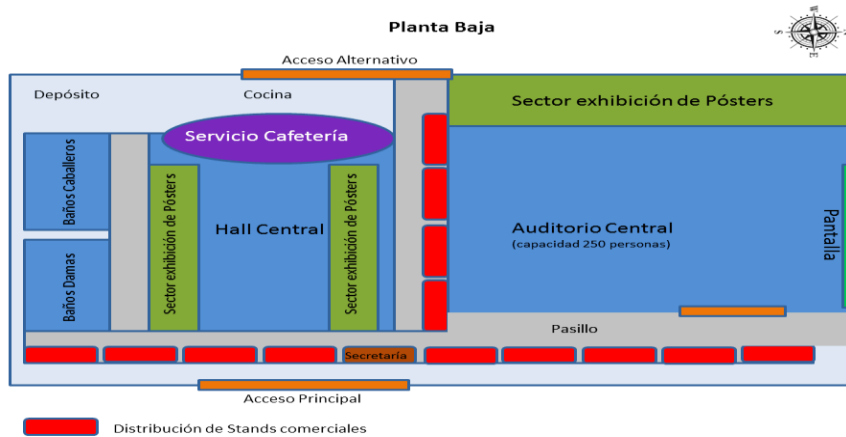 Planta Baja
Acceso Alternativo
Depósito
Cocina
Sector exhibición de Pósters
Servicio Cafetería
Baños Caballeros
Sector exhibición de Pósters
Sector exhibición de Pósters
Hall Central
Auditorio Central
(capacidad 250 personas)
Pantalla
Baños Damas
Pasillo
Secretaría
Acceso Principal
Distribución de Stands comerciales